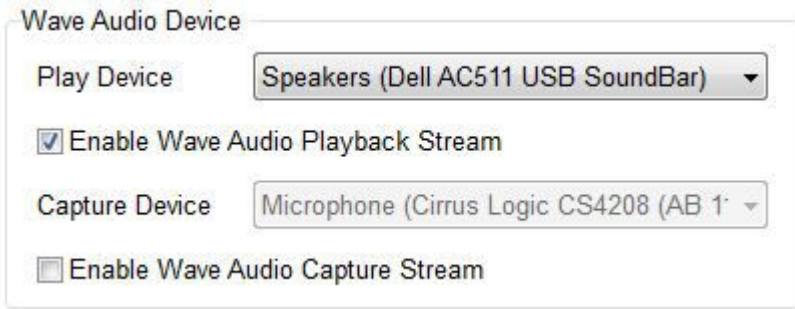 Wave Audio Device
Play Device Speakers (Dell AC511 USB SoundBar)
Enable Wave Audio Playback Stream
Capture Device Microphone (Cirrus Logic CS4208 (AB 1
Enable Wave Audio Capture Stream